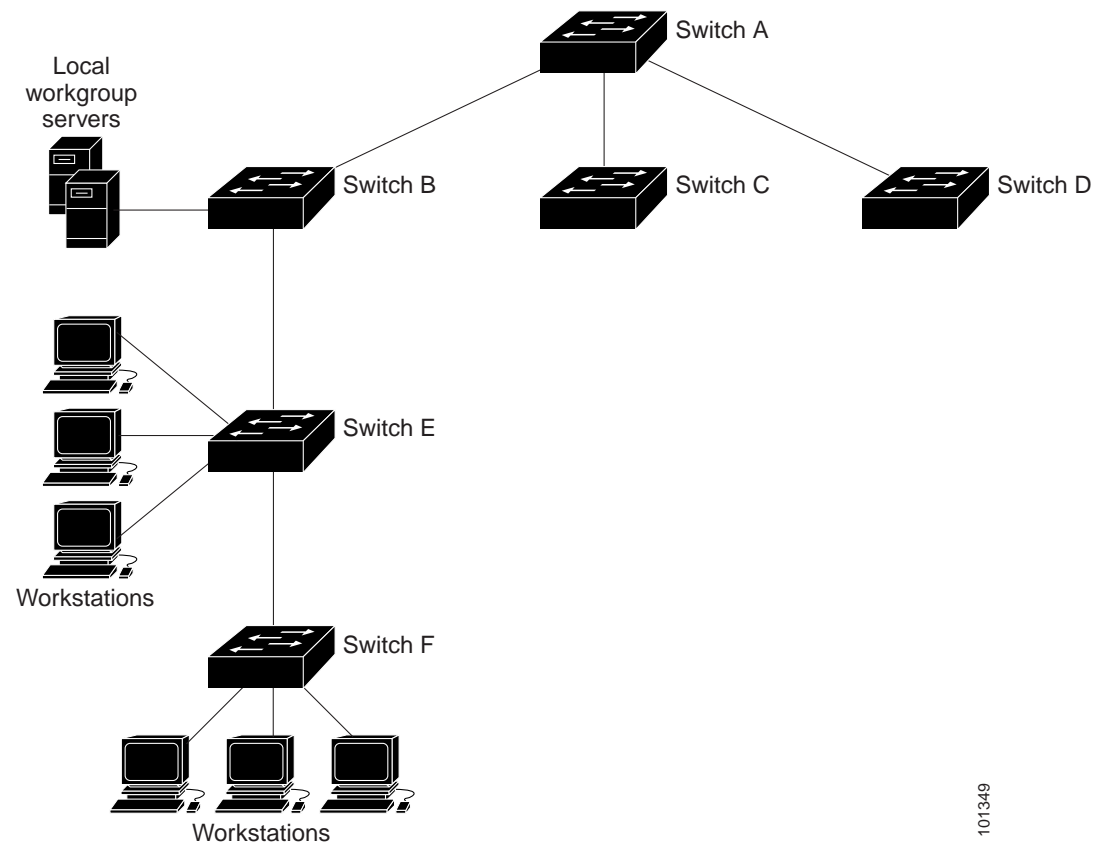 Switch A
Local
workgroup
servers
Switch B
Switch C
Switch D
Switch E
Workstations
Switch F
Workstations
101349